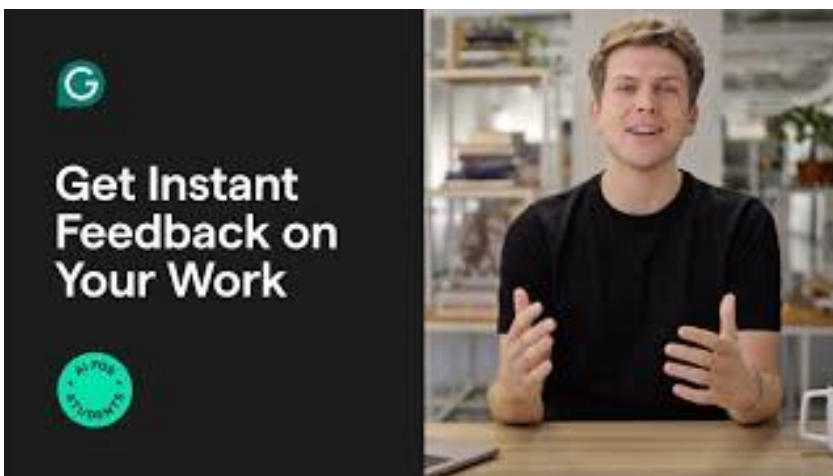 G
Get Instant
Feedback on
Your Work
AI FOR
STUDENTS